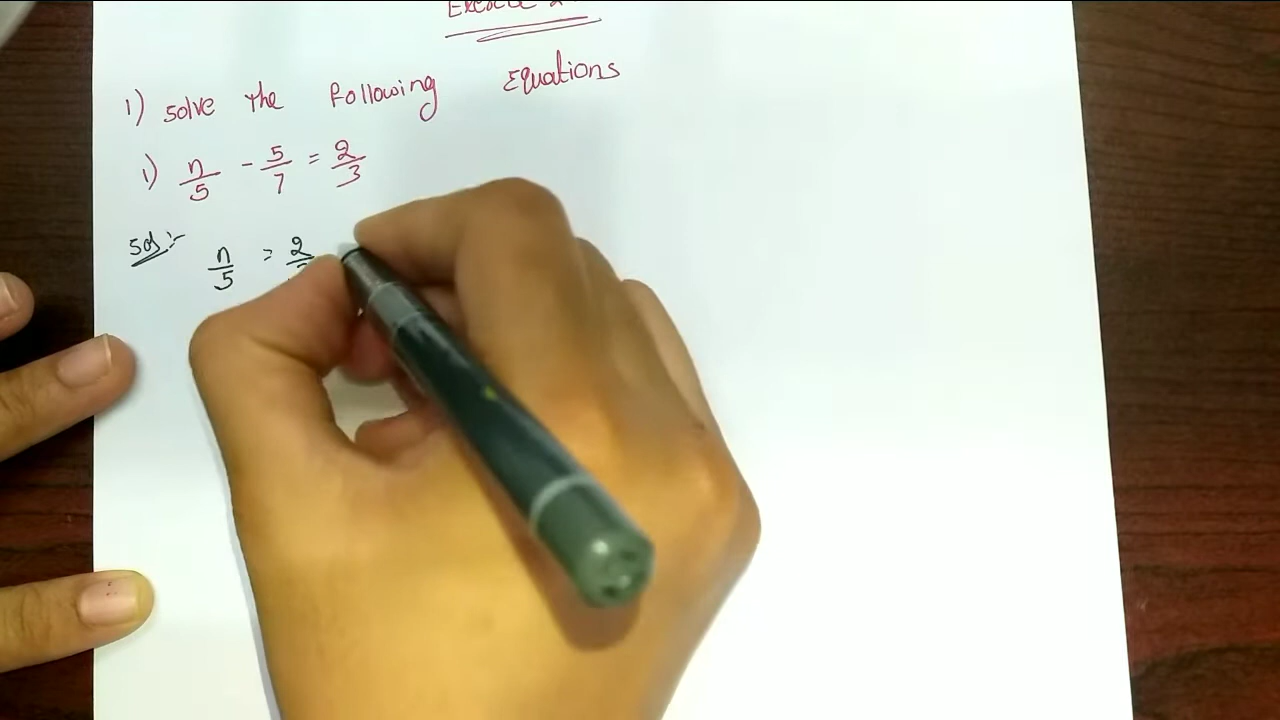 1) solve the following Equations
1) n/5 - 5/7 = 2/3
Sol:- n/5 = 2